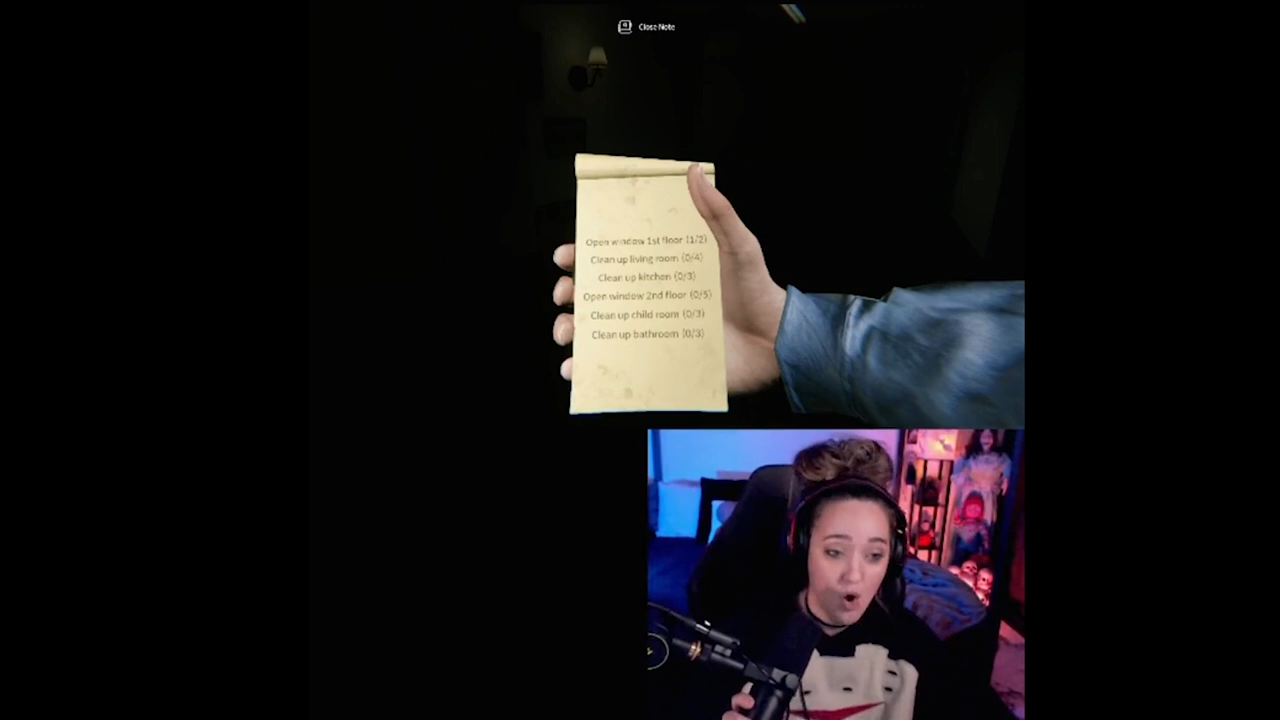 Close Note
Open window 1st floor (1/2)
Clean up living room (0/4)
Clean up kitchen (0/3)
Open window 2nd floor (0/5)
Clean up child room (0/3)
Clean up bathroom (0/3)